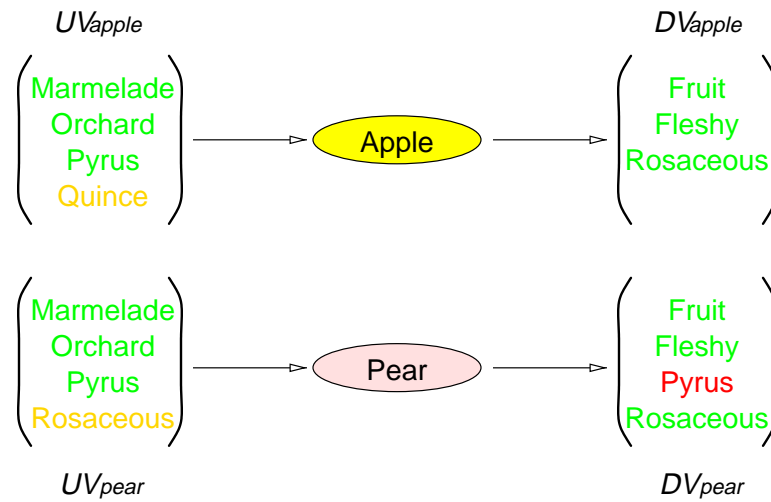 UVapple
DVapple
Marmelade
Orchard
Pyrus
Quince
Apple
Fruit
Fleshy
Rosaceous
Marmelade
Orchard
Pyrus
Rosaceous
Pear
Fruit
Fleshy
Pyrus
Rosaceous
UVpear
DVpear